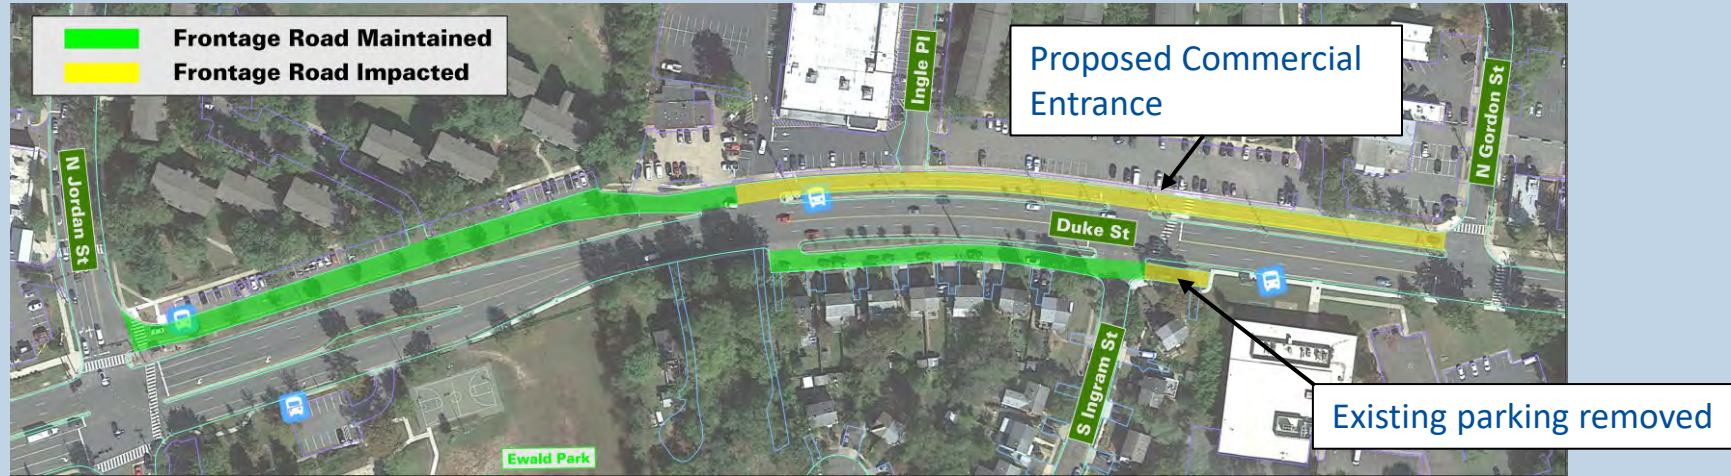 Frontage Road Maintained
Frontage Road Impacted
Proposed Commercial
Entrance
Ingle Pl
N Gordon St
N Jordan St
Duke St
S Ingram St
Existing parking removed
Ewald Park